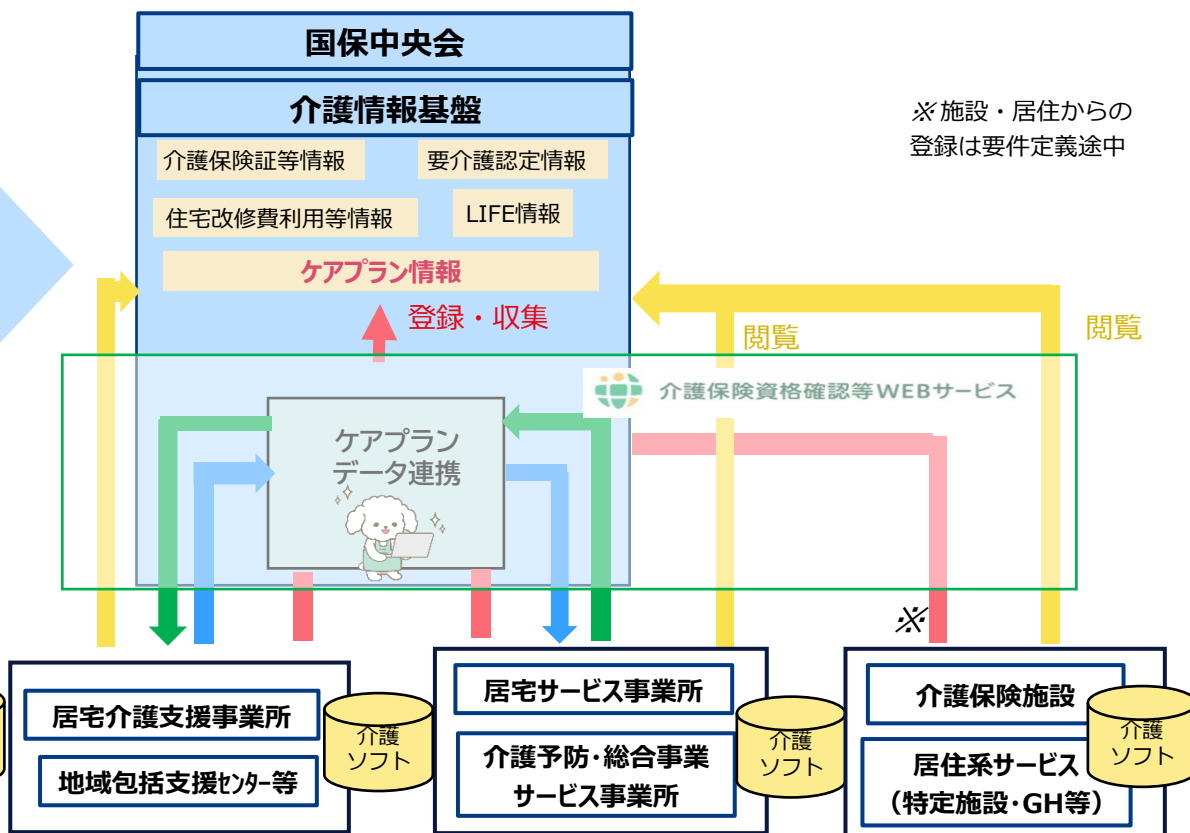 国保中央会
介護情報基盤
※ 施設・居住からの
登録は要件定義途中
介護保険証等情報
要介護認定情報
住宅改修費利用等情報
LIFE情報
ケアプラン情報
登録・収集
閲覧
閲覧
介護保険資格確認等WEBサービス
ケアプラン
データ連携
※
居宅介護支援事業所
地域包括支援センター等
介護
ソフト
居宅サービス事業所
介護予防・総合事業
サービス事業所
介護
ソフト
介護保険施設
居住系サービス
（特定施設・GH等）
介護
ソフト